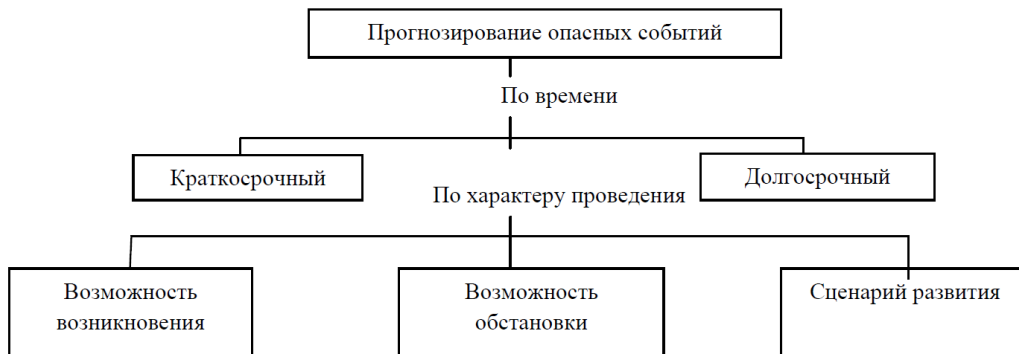 Прогнозирование опасных событий
По времени
Краткосрочный
Долгосрочный
По характеру проведения
Возможность
возникновения
Возможность
обстановки
Сценарий развития